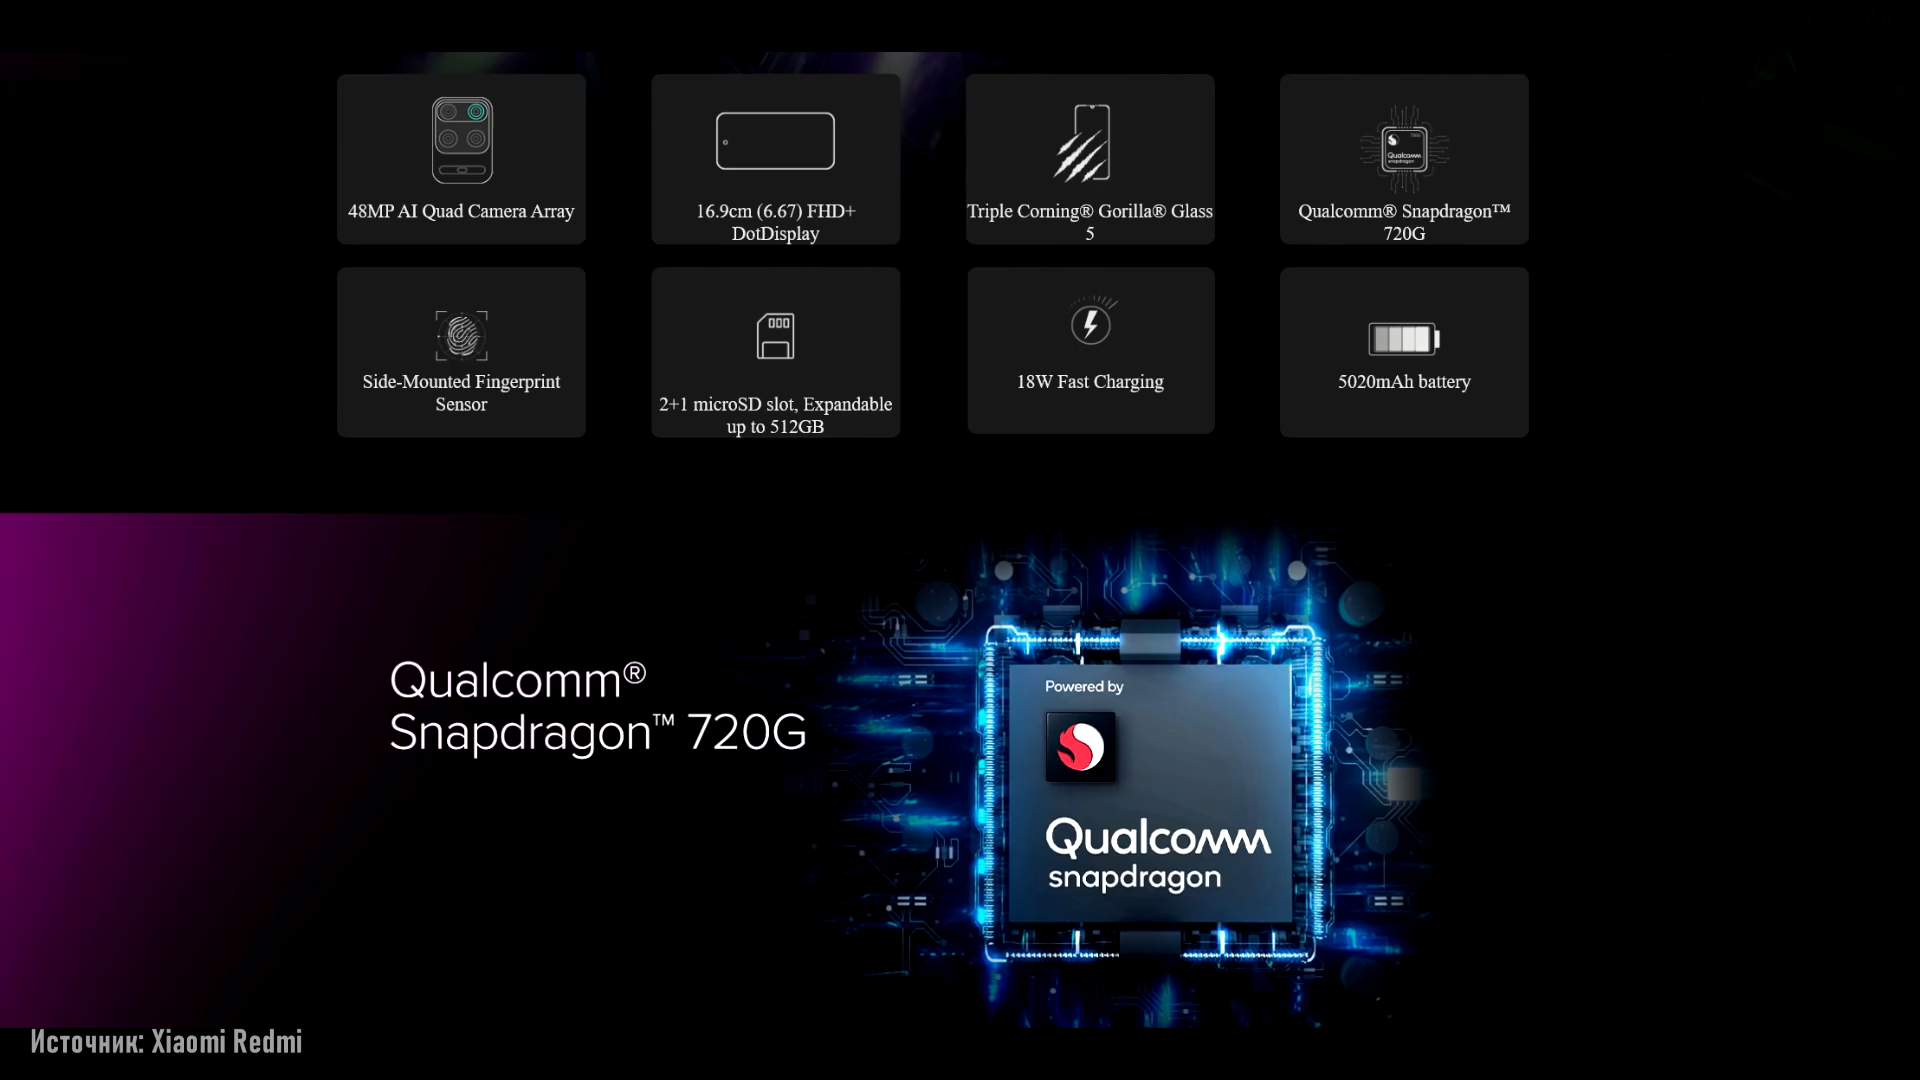 48MP AI Quad Camera Array
16.9cm (6.67) FHD+
DotDisplay
Triple Corning® Gorilla® Glass
5
Qualcomm
snapdragon
Qualcomm® Snapdragon™
720G
Side-Mounted Fingerprint
Sensor
2+1 microSD slot, Expandable
up to 512GB
18W Fast Charging
5020mAh battery
Qualcomm®
Snapdragon™ 720G
Powered by
Qualcomm
snapdragon
Источник: Xiaomi Redmi